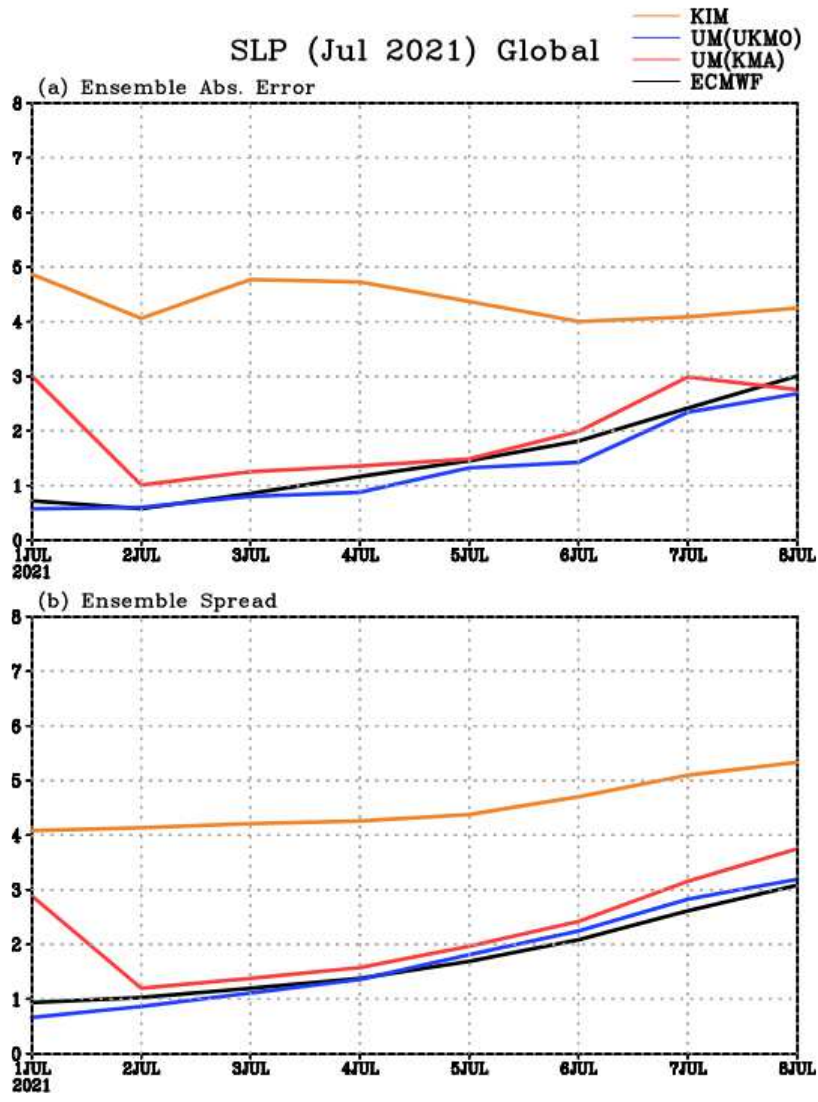 KIM
UM(UKMO)
SLP (Jul 2021) Global
UM(KMA)
ECMWF
(a) Ensemble Abs. Error
8
7
6
5
4
3
2
1
0
1JUL 2JUL 3JUL 4JUL 5JUL 6JUL 7JUL 8JUL
2021
(b) Ensemble Spread
8
7
6
5
4
3
2
1
0
1JUL 2JUL 3JUL 4JUL 5JUL 6JUL 7JUL 8JUL
2021